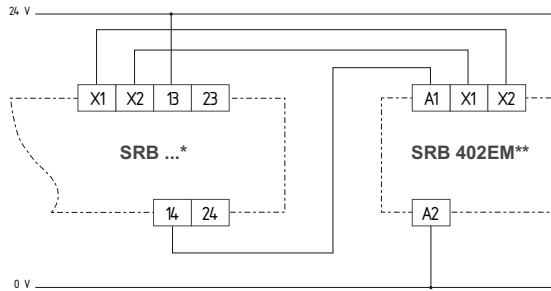 24 V
X1 X2 13 23
A1 X1 X2
SRB ...*
SRB 402EM**
14 24
A2
0 V